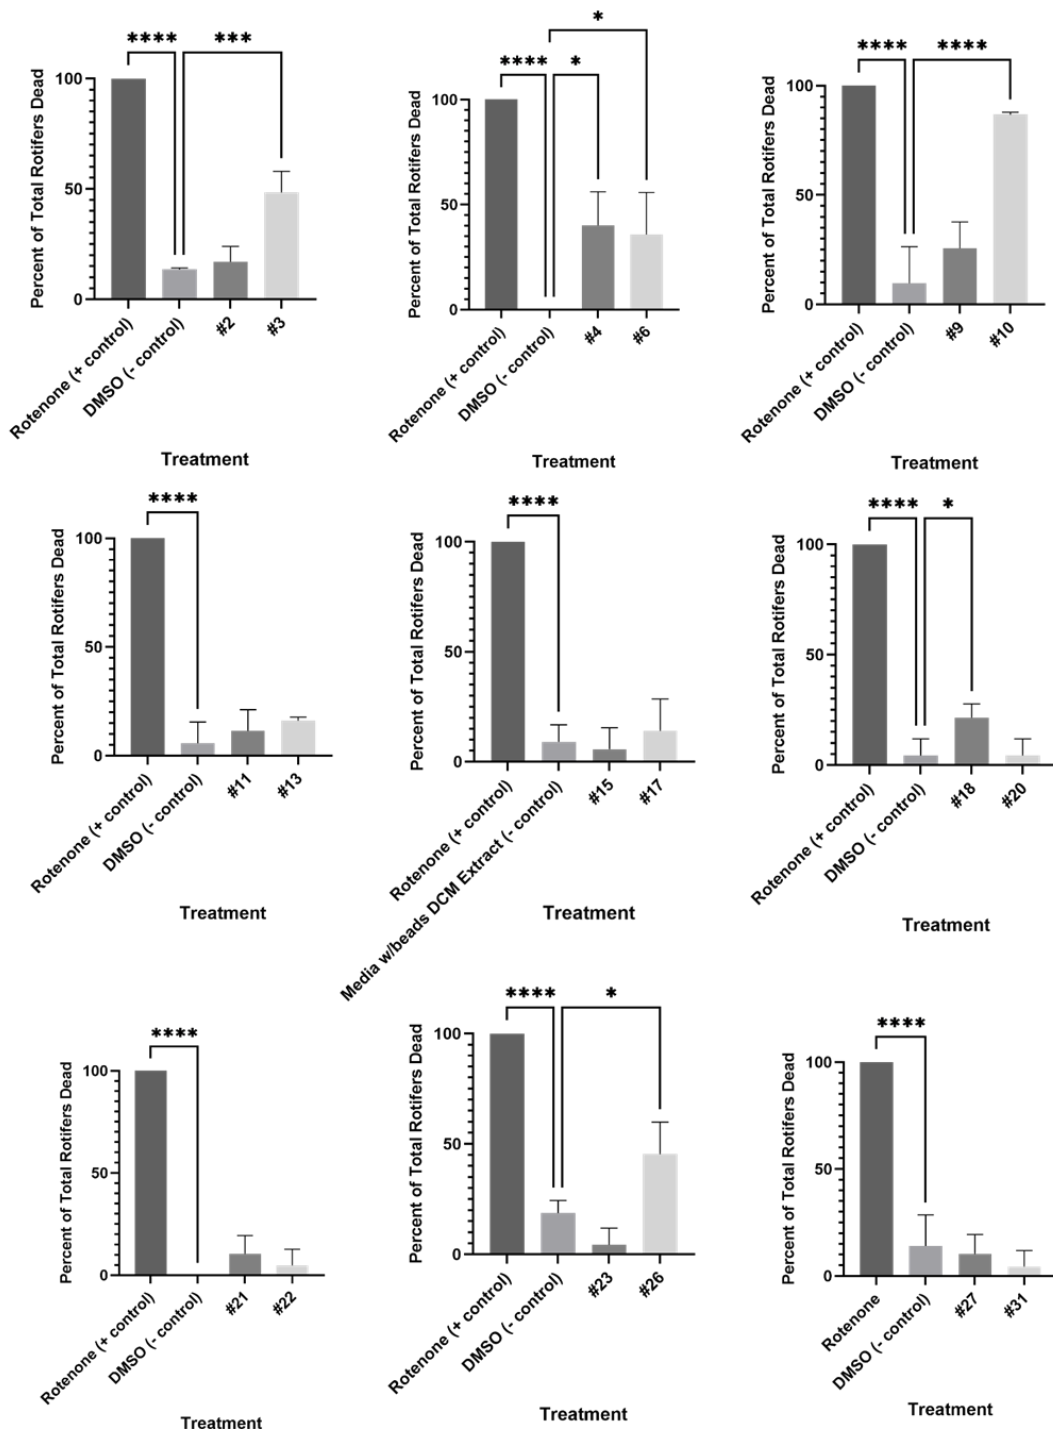 **** ***
Percent of Total Rotifers Dead
100
50
0
Rotenone (+ control)
DMSO (- control)
#2
#3
Treatment
*
**** *
Percent of Total Rotifers Dead
100
50
0
Rotenone (+ control)
DMSO (- control)
#4
#6
Treatment
**** ****
Percent of Total Rotifers Dead
100
50
0
Rotenone (+ control)
DMSO (- control)
#9
#10
Treatment
****
Percent of Total Rotifers Dead
100
50
0
Rotenone (+ control)
DMSO (- control)
#11
#13
Treatment
****
Percent of Total Rotifers Dead
100
50
0
Rotenone (+ control)
Media w/beads DCM Extract (- control)
#15
#17
Treatment
**** *
Percent of Total Rotifers Dead
100
50
0
Rotenone (+ control)
DMSO (- control)
#18
#20
Treatment
****
Percent of Total Rotifers Dead
100
50
0
Rotenone (+ control)
DMSO (- control)
#21
#22
Treatment
**** *
Percent of Total Rotifers Dead
100
50
0
Rotenone (+ control)
DMSO (- control)
#23
#26
Treatment
****
Percent of Total Rotifers Dead
100
50
0
Rotenone
DMSO (- control)
#27
#31
Treatment